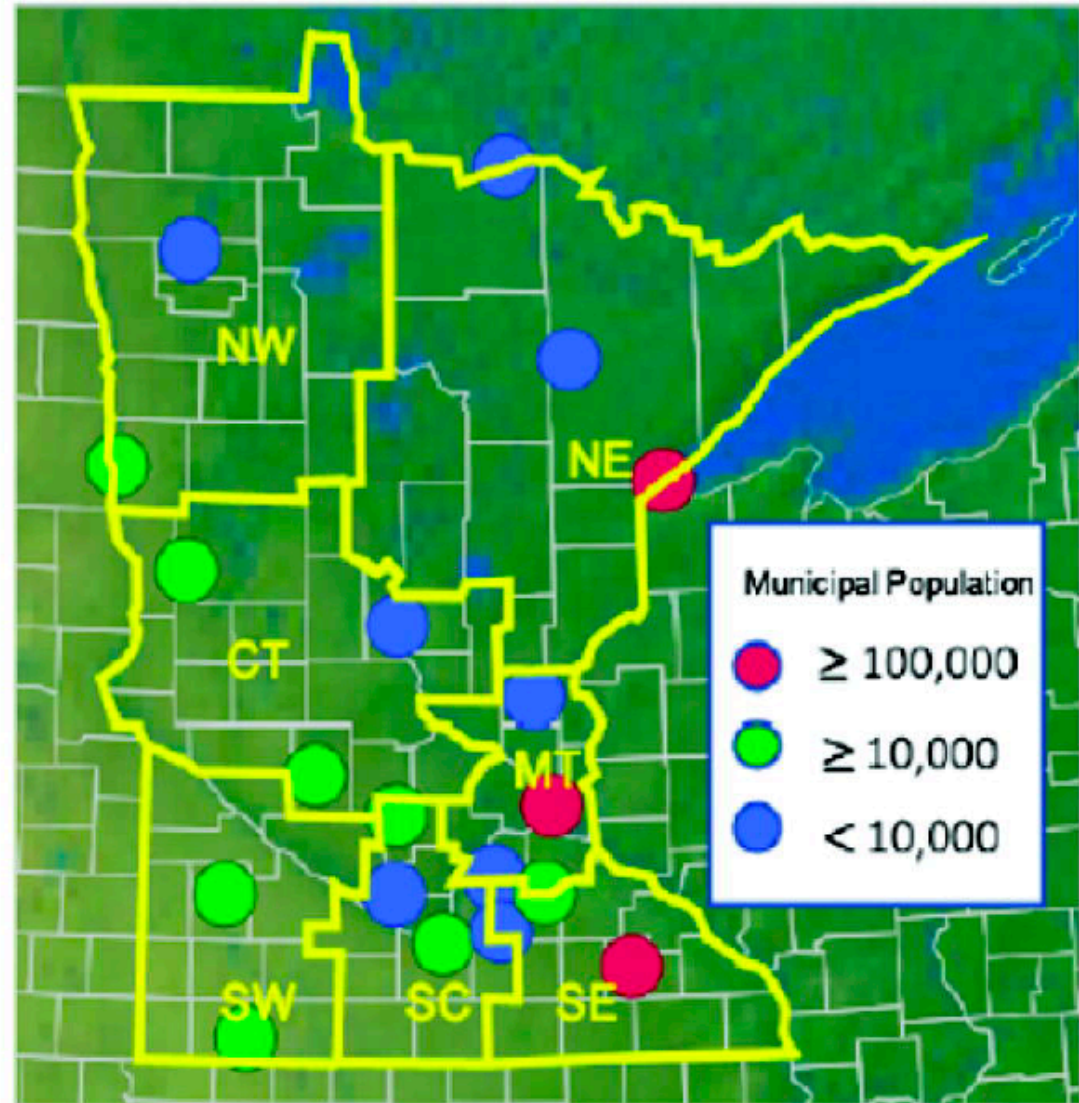 NW
NE
CT
MT
SW
SC
SE
Municipal Population
≥ 100,000
≥ 10,000
< 10,000